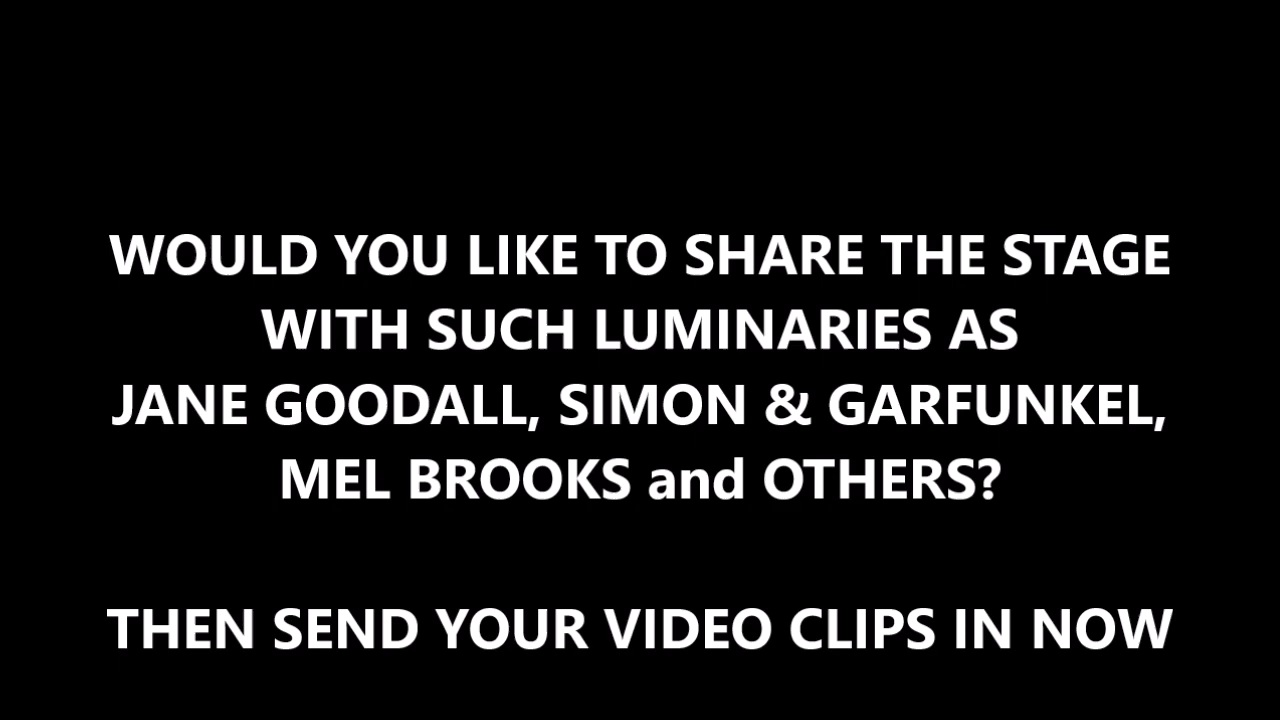 WOULD YOU LIKE TO SHARE THE STAGE
WITH SUCH LUMINARIES AS
JANE GOODALL, SIMON & GARFUNKEL,
MEL BROOKS and OTHERS?
THEN SEND YOUR VIDEO CLIPS IN NOW